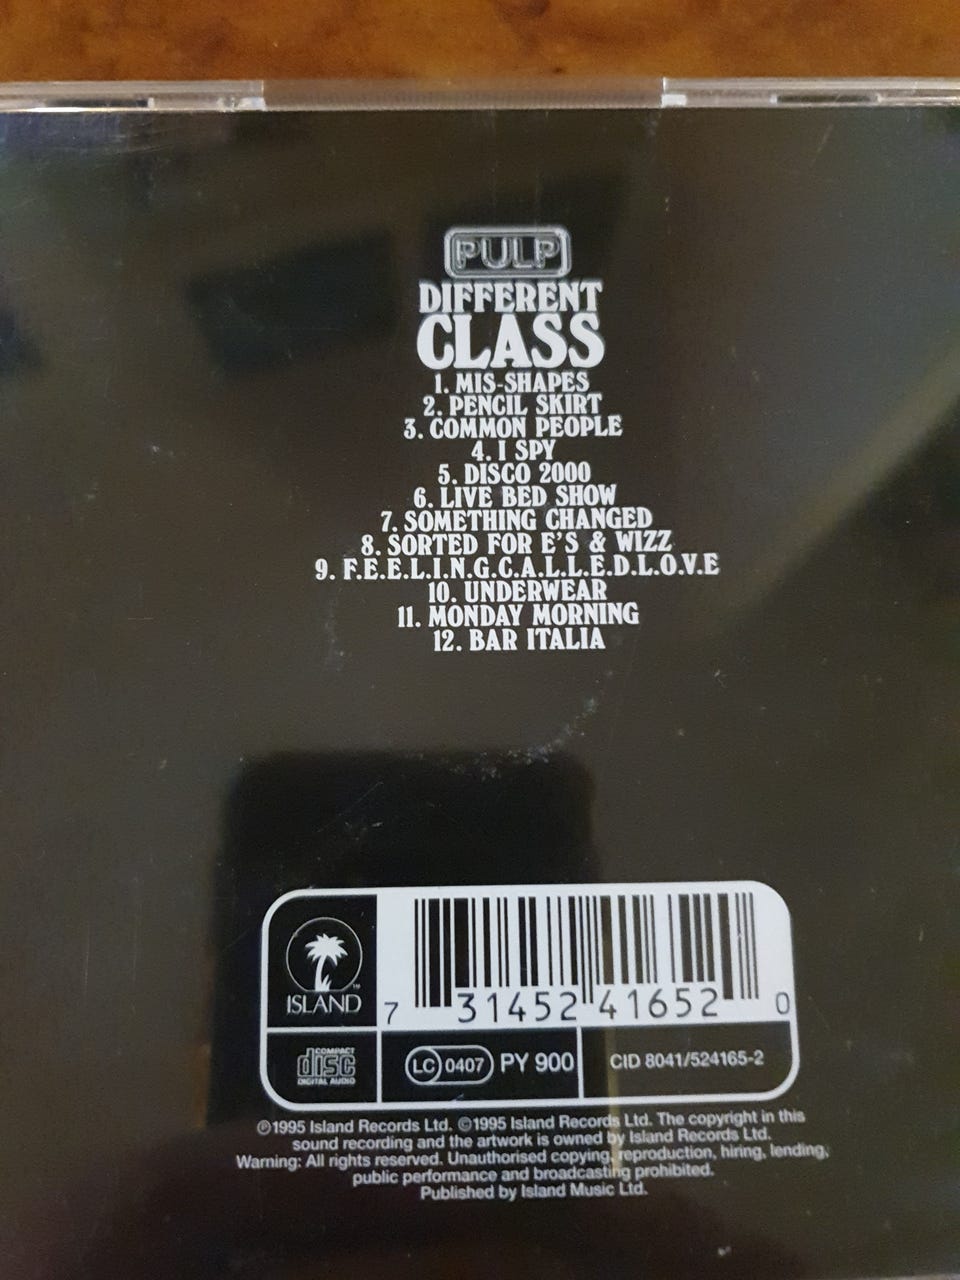 PULP
DIFFERENT
CLASS
1. MIS-SHAPES
2. PENCIL SKIRT
3. COMMON PEOPLE
4. I SPY
5. DISCO 2000
6. LIVE BED SHOW
7. SOMETHING CHANGED
8. SORTED FOR E'S & WIZZ
9. F.E.E.L.I.N.G.C.A.L.L.E.D.L.O.V.E
10. UNDERWEAR
11. MONDAY MORNING
12. BAR ITALIA
ISLAND™
7 31452 41652 0
COMPACT
disc
DIGITAL AUDIO
LC 0407 PY 900
CID 8041/524165-2
℗1995 Island Records Ltd. ©1995 Island Records Ltd. The copyright in this
sound recording and the artwork is owned by Island Records Ltd.
Warning: All rights reserved. Unauthorised copying, reproduction, hiring, lending,
public performance and broadcasting prohibited.
Published by Island Music Ltd.